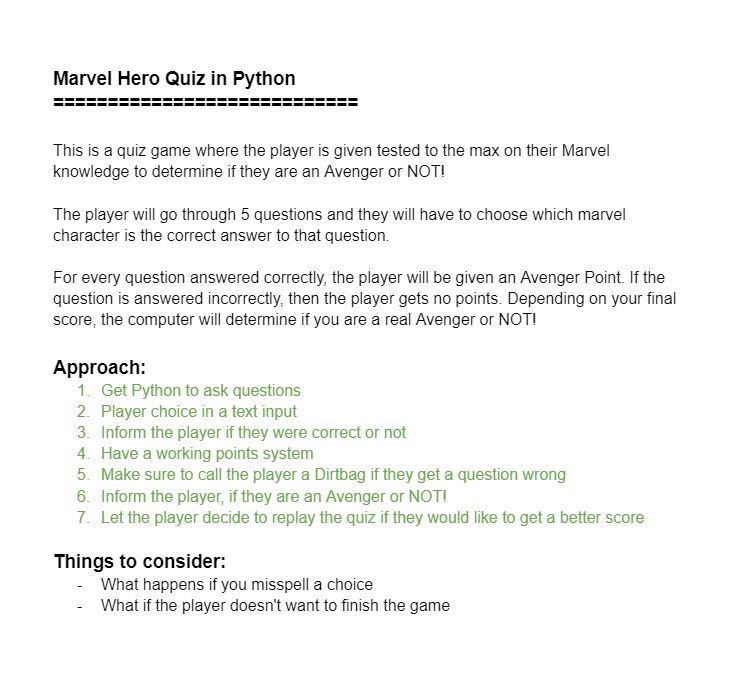 Marvel Hero Quiz in Python
============================
This is a quiz game where the player is given tested to the max on their Marvel
knowledge to determine if they are an Avenger or NOT!
The player will go through 5 questions and they will have to choose which marvel
character is the correct answer to that question.
For every question answered correctly, the player will be given an Avenger Point. If the
question is answered incorrectly, then the player gets no points. Depending on your final
score, the computer will determine if you are a real Avenger or NOT!
Approach:
1. Get Python to ask questions
2. Player choice in a text input
3. Inform the player if they were correct or not
4. Have a working points system
5. Make sure to call the player a Dirtbag if they get a question wrong
6. Inform the player, if they are an Avenger or NOT!
7. Let the player decide to replay the quiz if they would like to get a better score
Things to consider:
- What happens if you misspell a choice
- What if the player doesn't want to finish the game